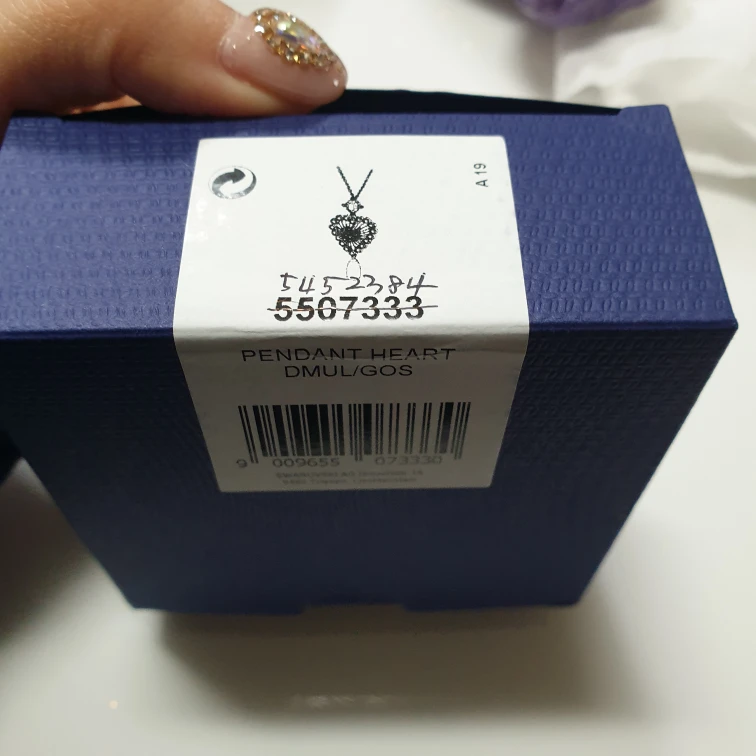 A 19
5452384
5507333
PENDANT HEART
DMUL/GOS
9 009655 073330